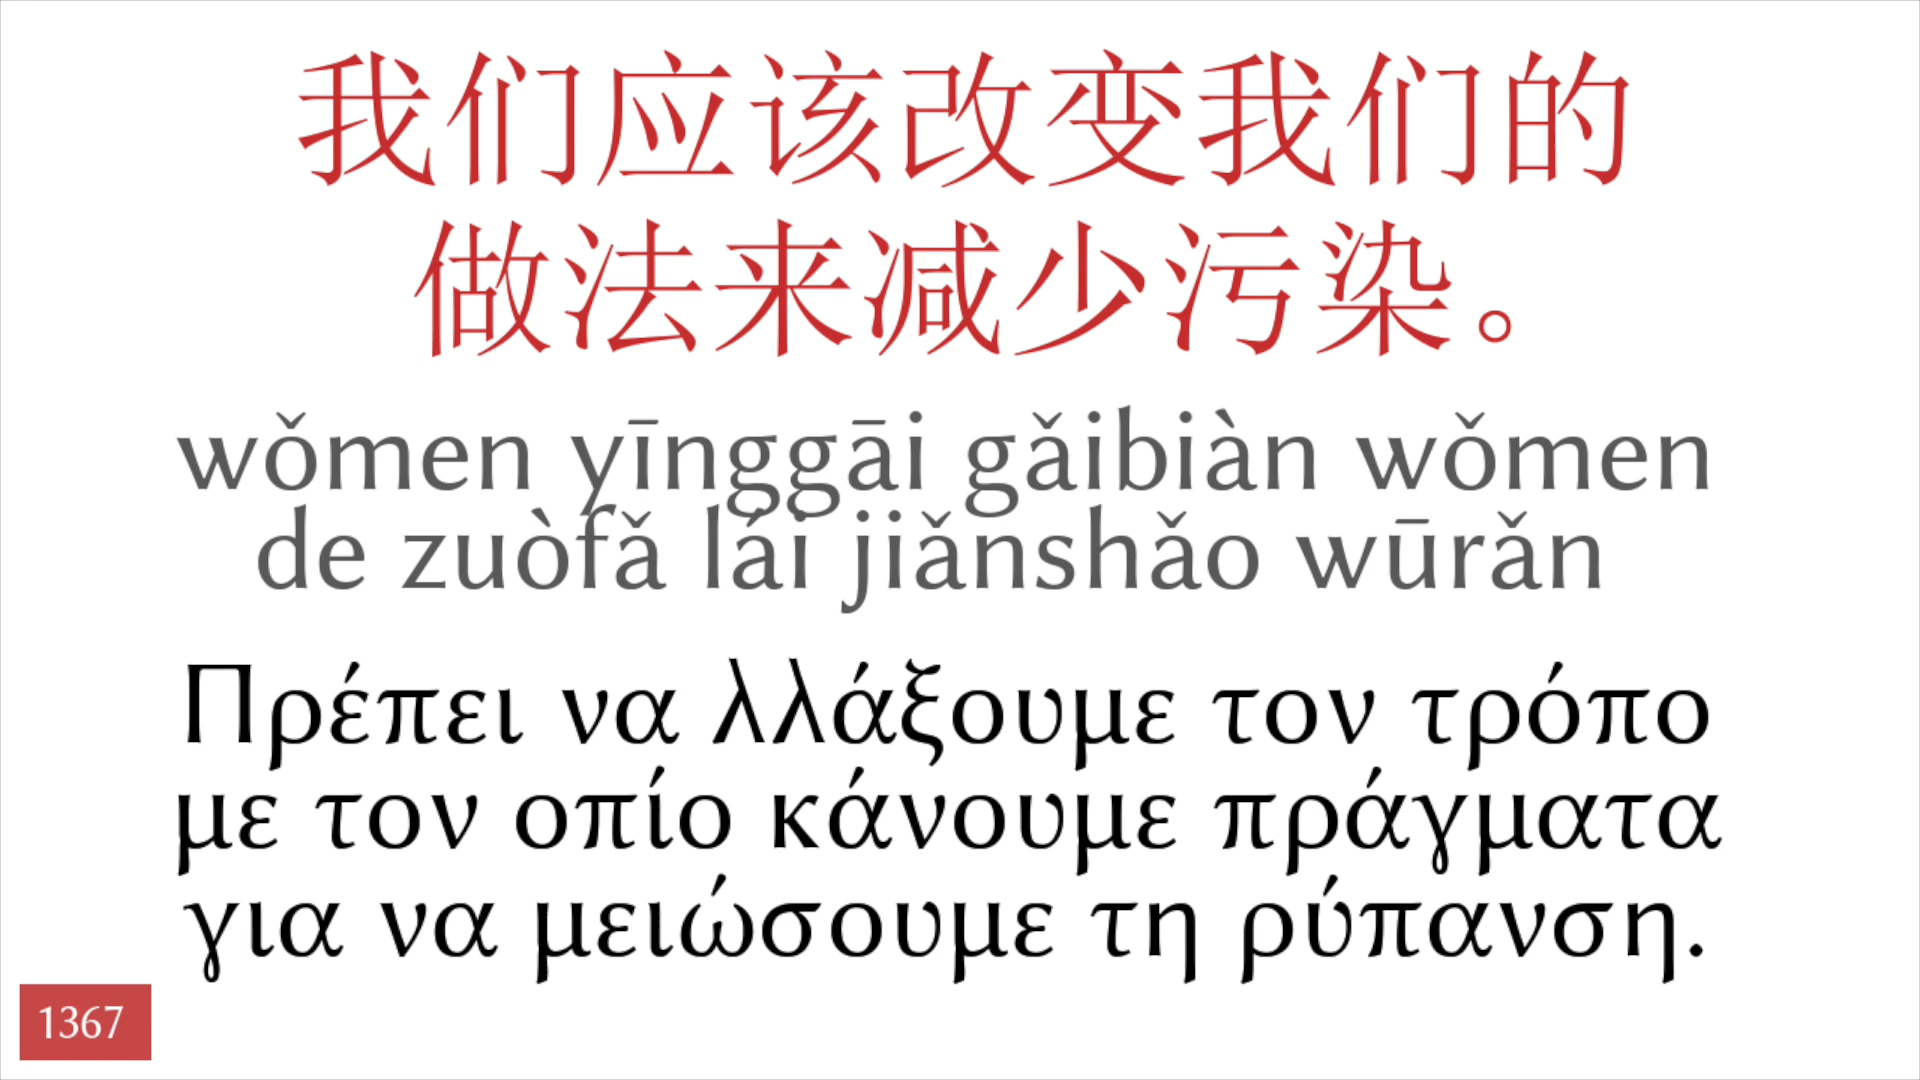 我们应该改变我们的
做法来减少污染。
wǒmen yīnggāi gǎibiàn wǒmen
de zuòfǎ lái jiǎnshǎo wūrǎn
Πρέπει να λλάξουμε τον τρόπο
με τον οπίο κάνουμε πράγματα
για να μειώσουμε τη ρύπανση.
1367